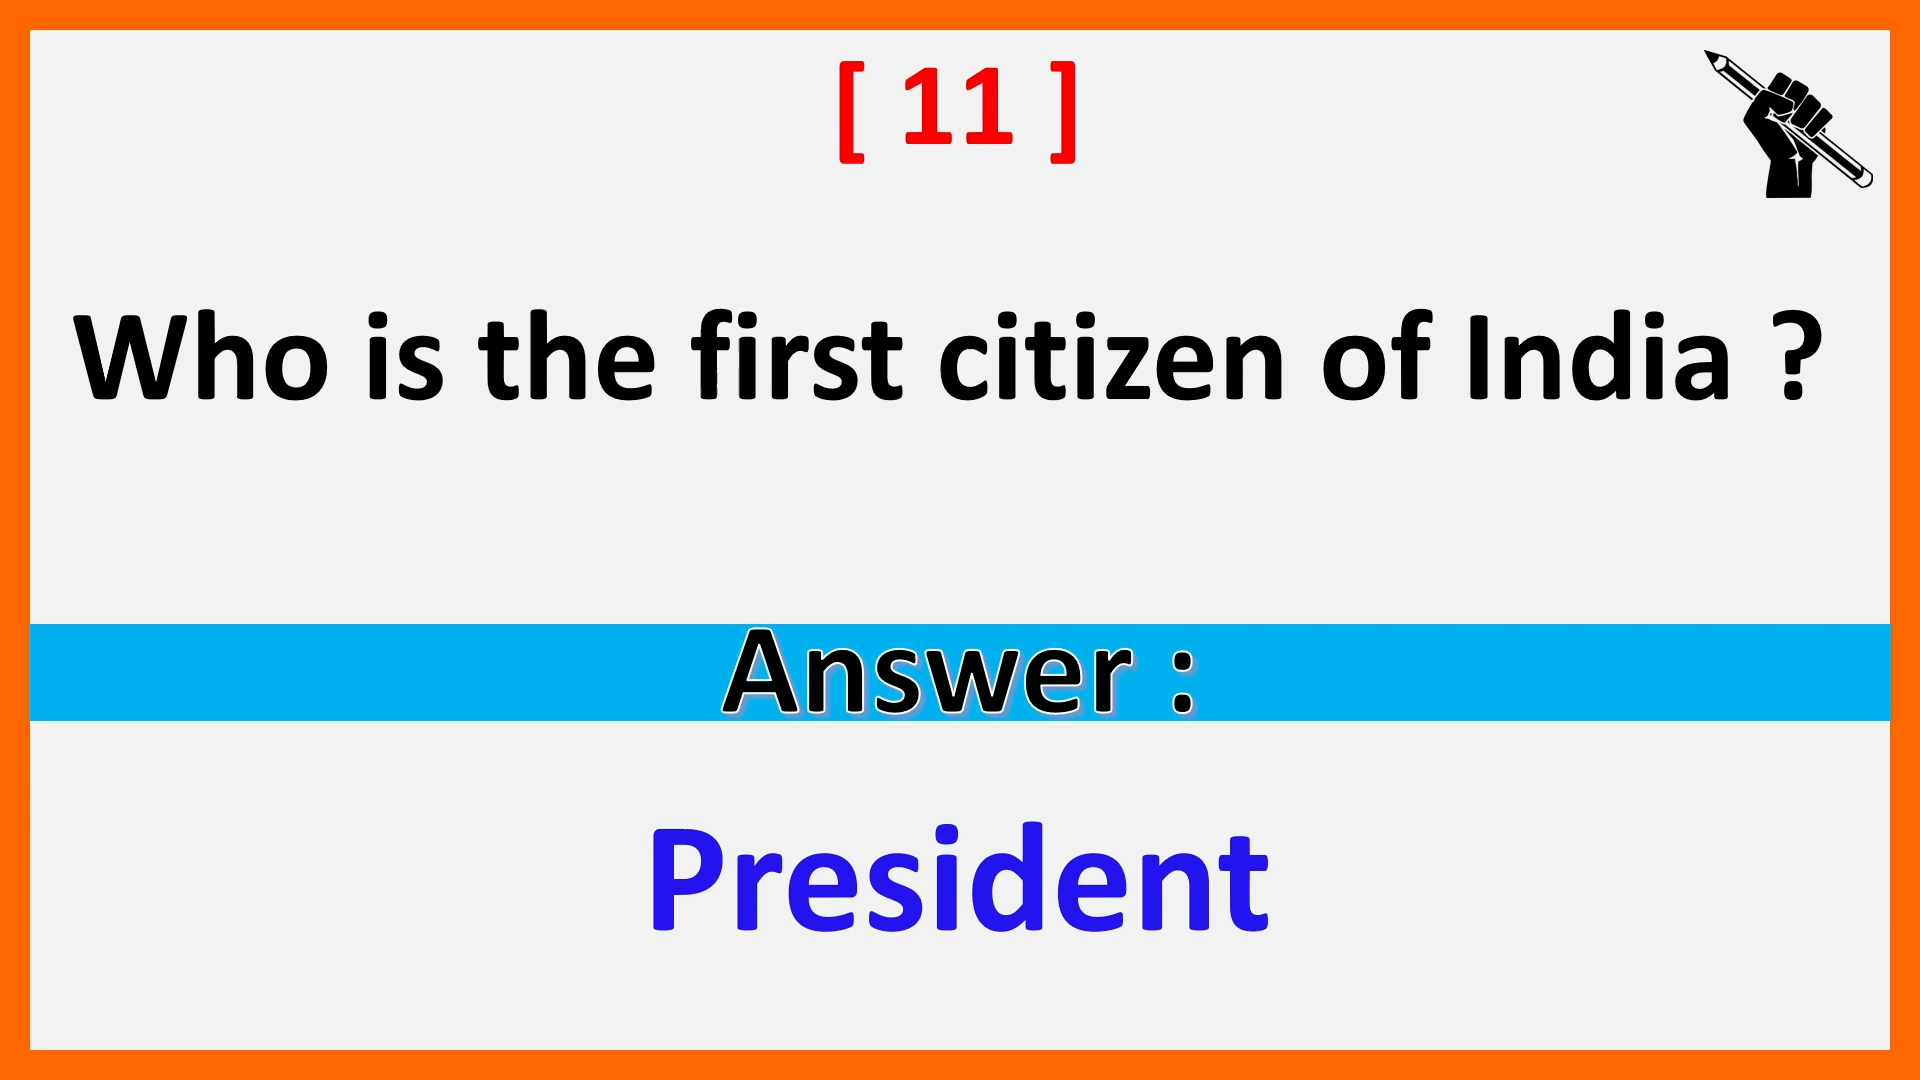 [ 11 ]
Who is the first citizen of India ?
Answer :
President